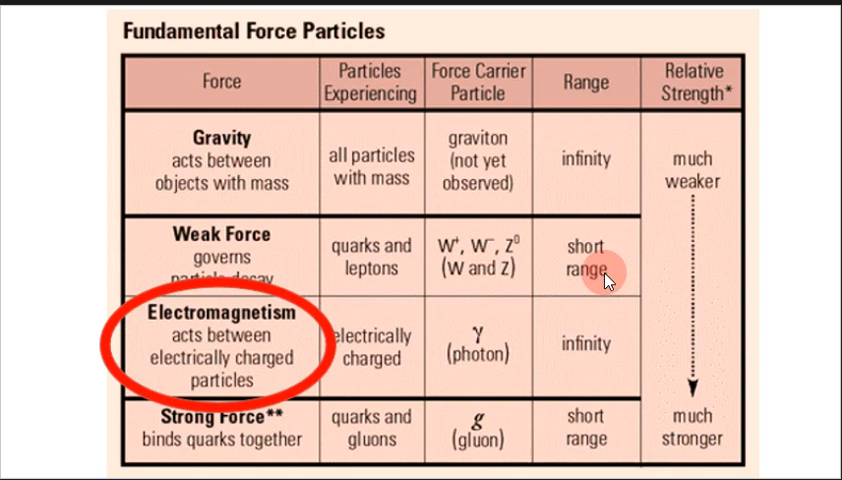 Fundamental Force Particles
Force
Particles
Experiencing
Force Carrier
Particle
Range
Relative
Strength*
Gravity
acts between
objects with mass
all particles
with mass
graviton
(not yet
observed)
infinity
much
weaker
Weak Force
governs
particle decay
quarks and
leptons
W⁺, W⁻, Z⁰
(W and Z)
short
range
Electromagnetism
acts between
electrically charged
particles
electrically
charged
γ
(photon)
infinity
Strong Force**
binds quarks together
quarks and
gluons
g
(gluon)
short
range
much
stronger